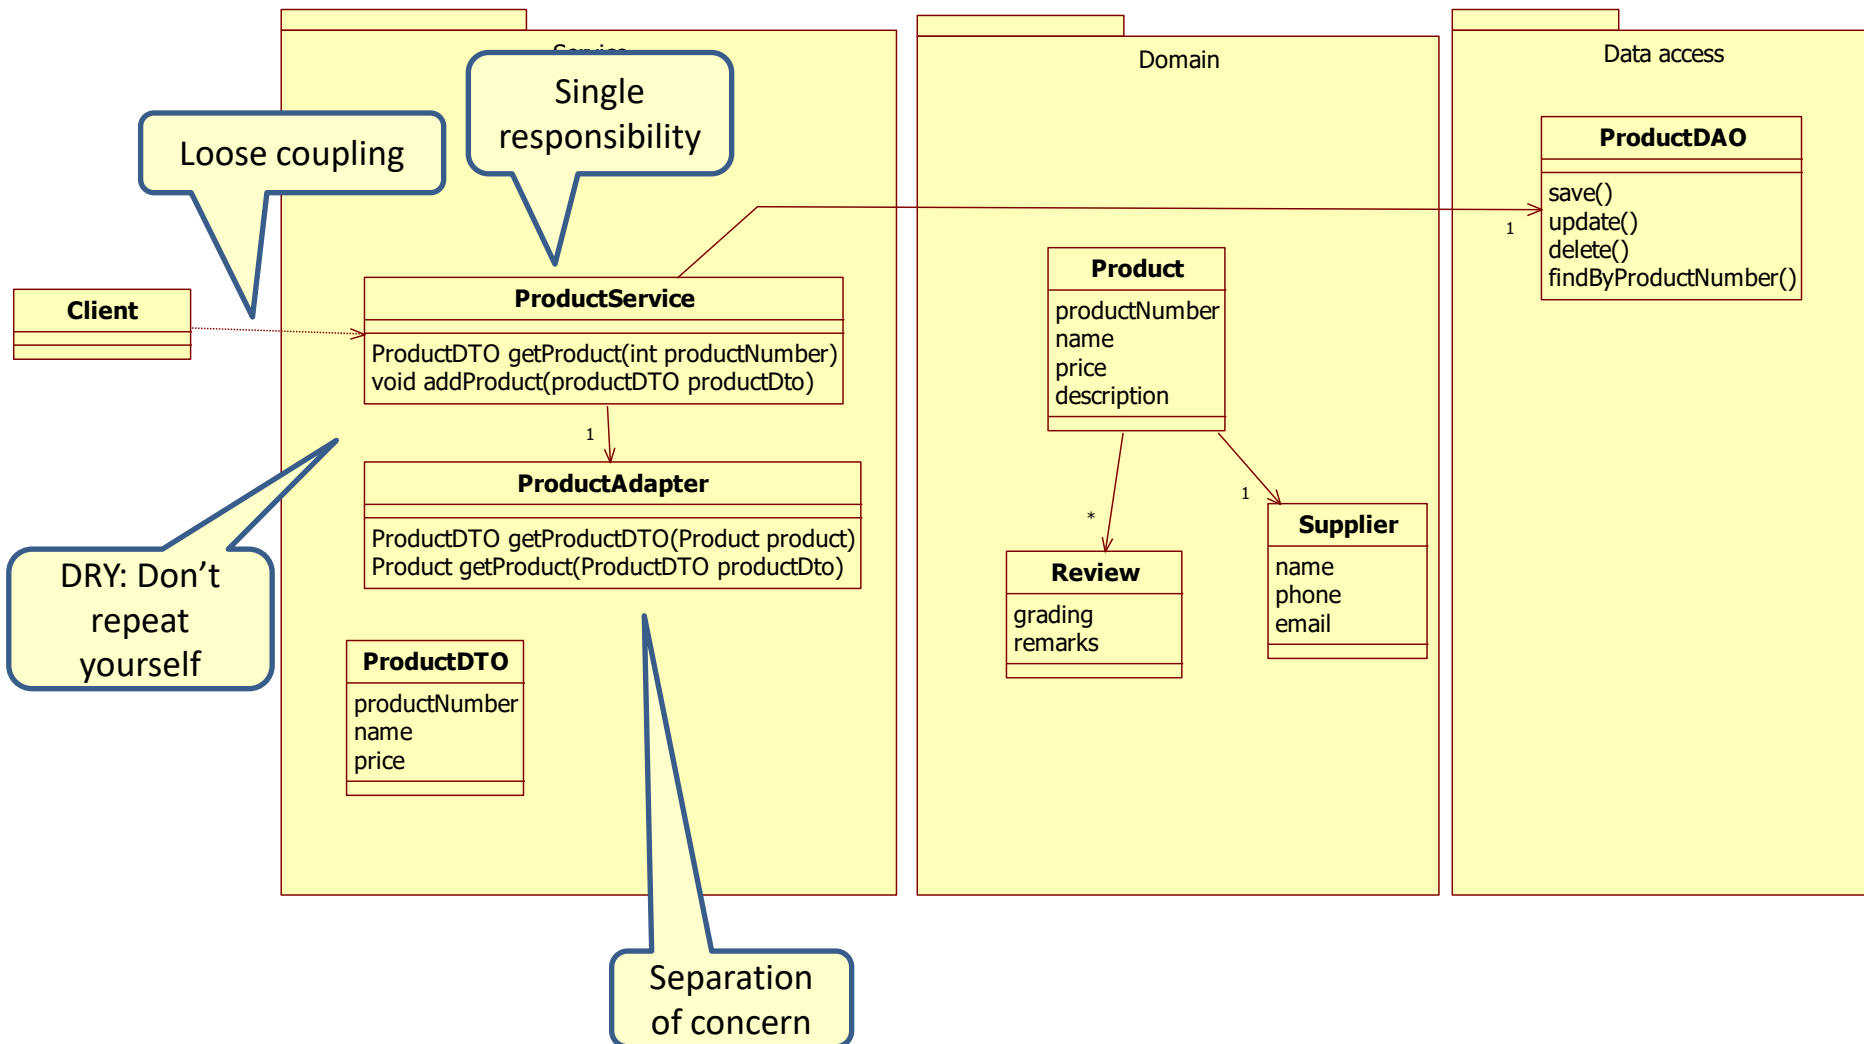 Service
Single
responsibility
Loose coupling
Client
ProductService
ProductDTO getProduct(int productNumber)
void addProduct(productDTO productDto)
1
ProductAdapter
ProductDTO getProductDTO(Product product)
Product getProduct(ProductDTO productDto)
DRY: Don’t
repeat
yourself
ProductDTO
productNumber
name
price
Separation
of concern
Domain
Product
productNumber
name
price
description
*
1
Review
grading
remarks
Supplier
name
phone
email
Data access
1
ProductDAO
save()
update()
delete()
findByProductNumber()